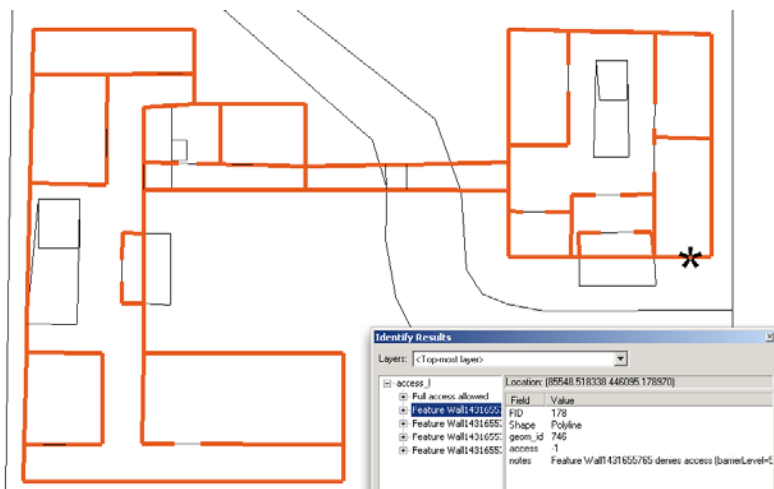 Identify Results
Layers: <Top-most layer>
access_l
Full access allowed
Feature Wall1431655
Feature Wall1431655
Feature Wall1431655
Feature Wall1431655
Location: (85548.518338 446095.178970)
Field Value
FID 178
Shape Polyline
geom_id 746
access -1
notes Feature Wall1431655765 denies access (barrierLevel=